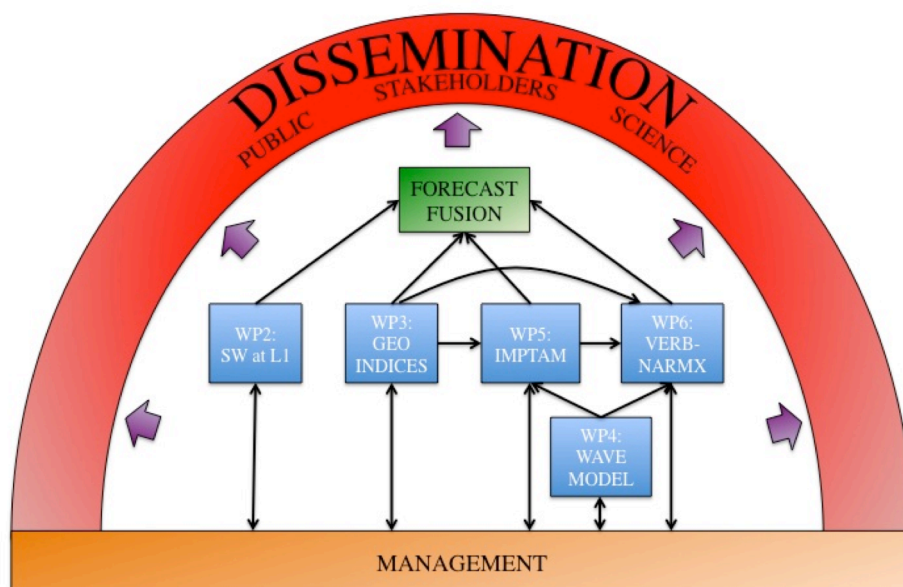 DISSEMINATION
PUBLIC STAKEHOLDERS SCIENCE
FORECAST
FUSION
WP2:
SW at L1
WP3:
GEO
INDICES
WP5:
IMPTAM
WP6:
VERB-
NARMX
WP4:
WAVE
MODEL
MANAGEMENT